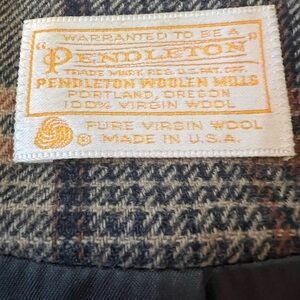 WARRANTED TO BE A
"PENDLETON"
TRADE MARK REG. U.S. PAT. OFF.
PENDLETON WOOLEN MILLS
PORTLAND, OREGON
100% VIRGIN WOOL
® PURE VIRGIN WOOL
MADE IN U.S.A.